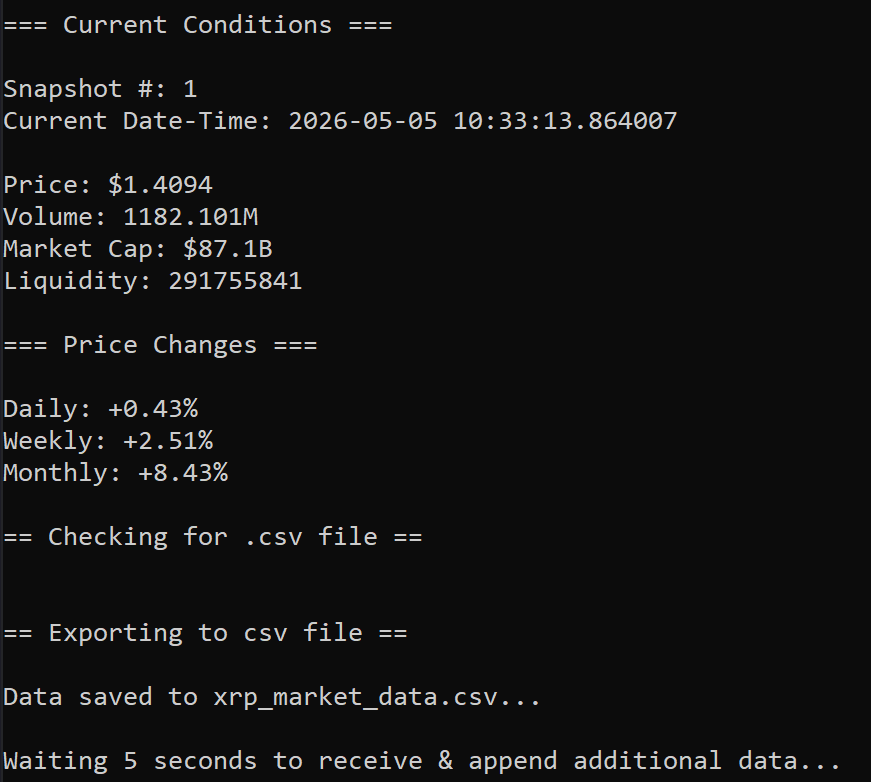 === Current Conditions ===
Snapshot #: 1
Current Date-Time: 2026-05-05 10:33:13.864007
Price: $1.4094
Volume: 1182.101M
Market Cap: $87.1B
Liquidity: 291755841
=== Price Changes ===
Daily: +0.43%
Weekly: +2.51%
Monthly: +8.43%
== Checking for .csv file ==
== Exporting to csv file ==
Data saved to xrp_market_data.csv...
Waiting 5 seconds to receive & append additional data...